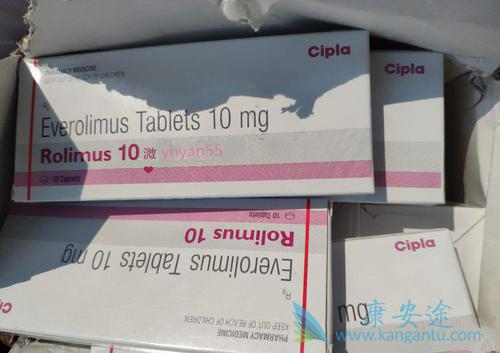 Cipla
PHARMACY MEDICINE
KEEP OUT OF REACH OF CHILDREN
Everolimus Tablets 10 mg
Rolimus 10 溦 yhyan55
10 Tablets
Cipla
10 Tablets
Rolimus 10
Everolimus Tablets 10 mg
Rx
PHARMACY MEDICINE
KEEP OUT OF REACH OF CHILDREN
Cipla
Cipla
mg
康安途
www.kangantu.com